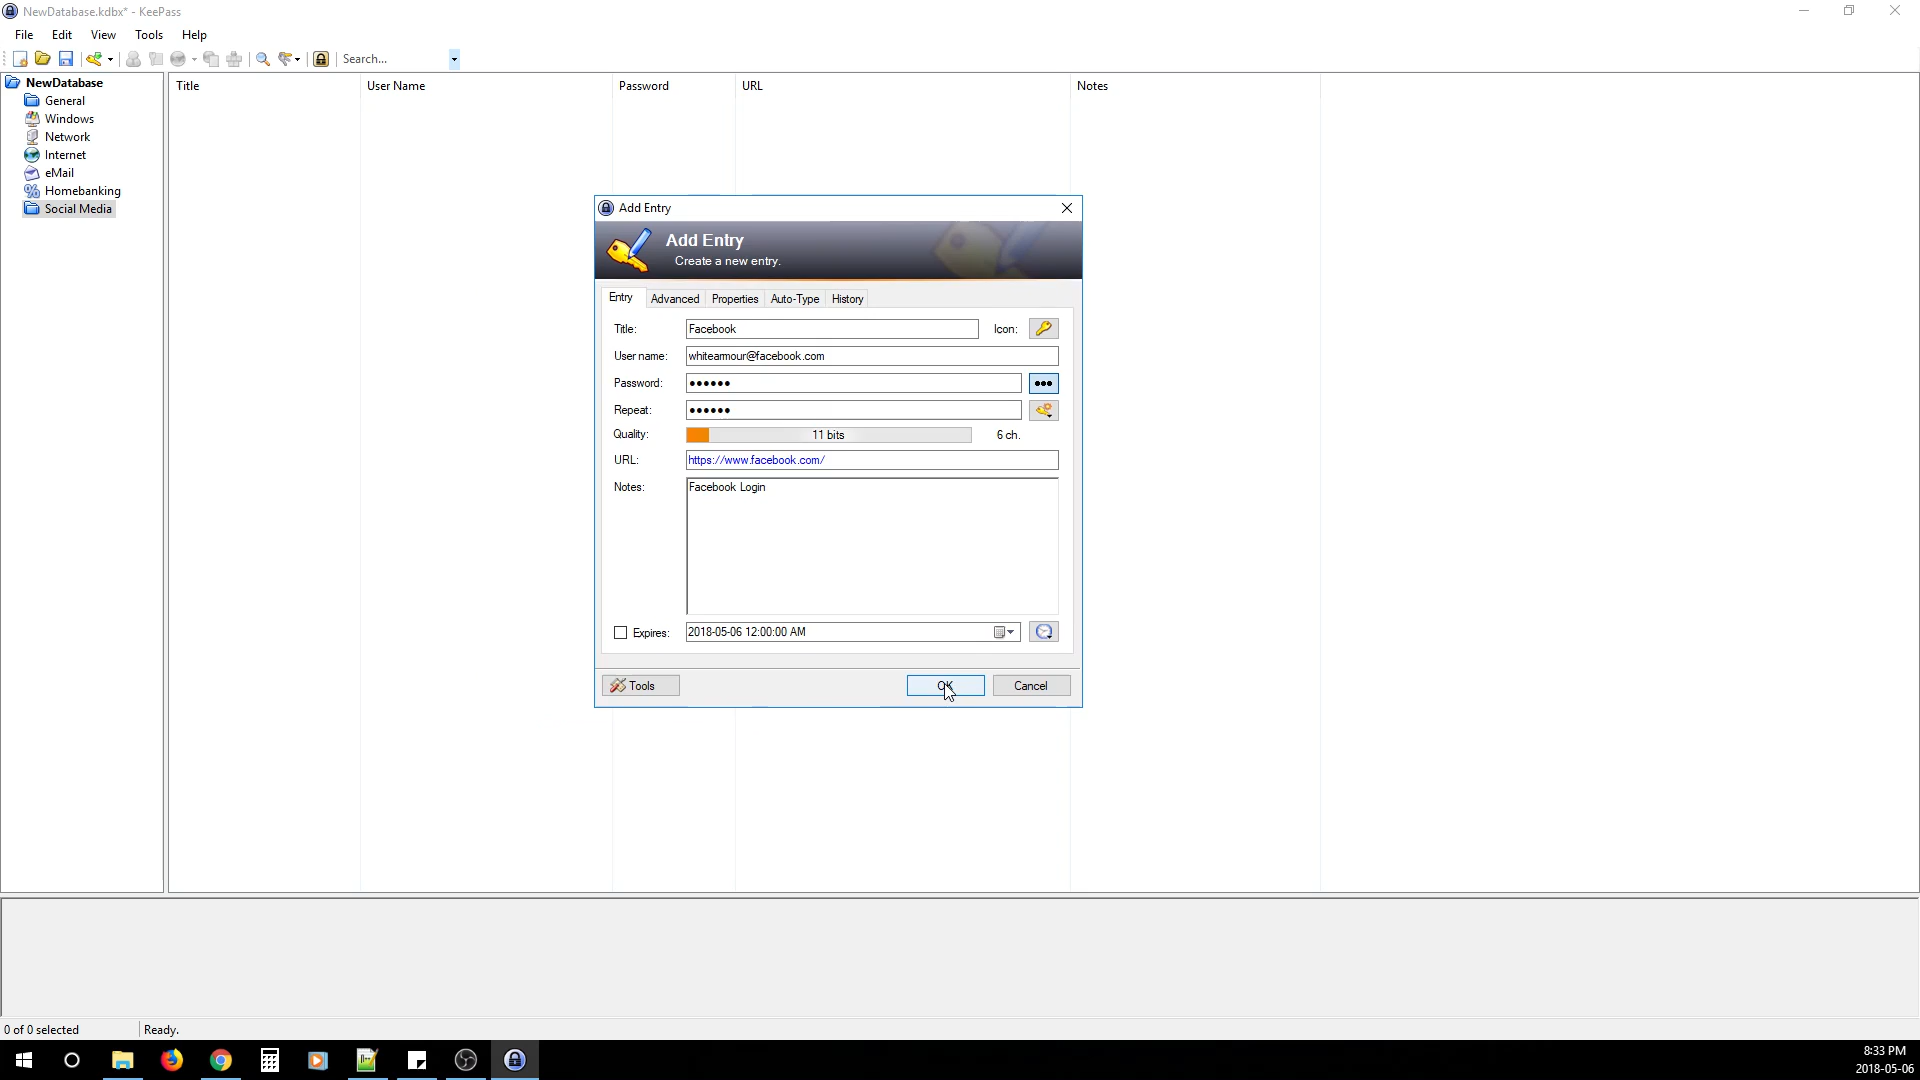 NewDatabase.kdbx* - KeePass
File Edit View Tools Help
Search...
NewDatabase
General
Windows
Network
Internet
eMail
Homebanking
Social Media
Title User Name Password URL Notes
Add Entry
Add Entry
Create a new entry.
Entry Advanced Properties Auto-Type History
Title: Facebook Icon:
User name: whitearmour@facebook.com
Password: ●●●●●● ●●●
Repeat: ●●●●●●
Quality: 11 bits 6 ch.
URL: https://www.facebook.com/
Notes: Facebook Login
Expires: 2018-05-06 12:00:00 AM
Tools OK Cancel
0 of 0 selected Ready.
8:33 PM
2018-05-06